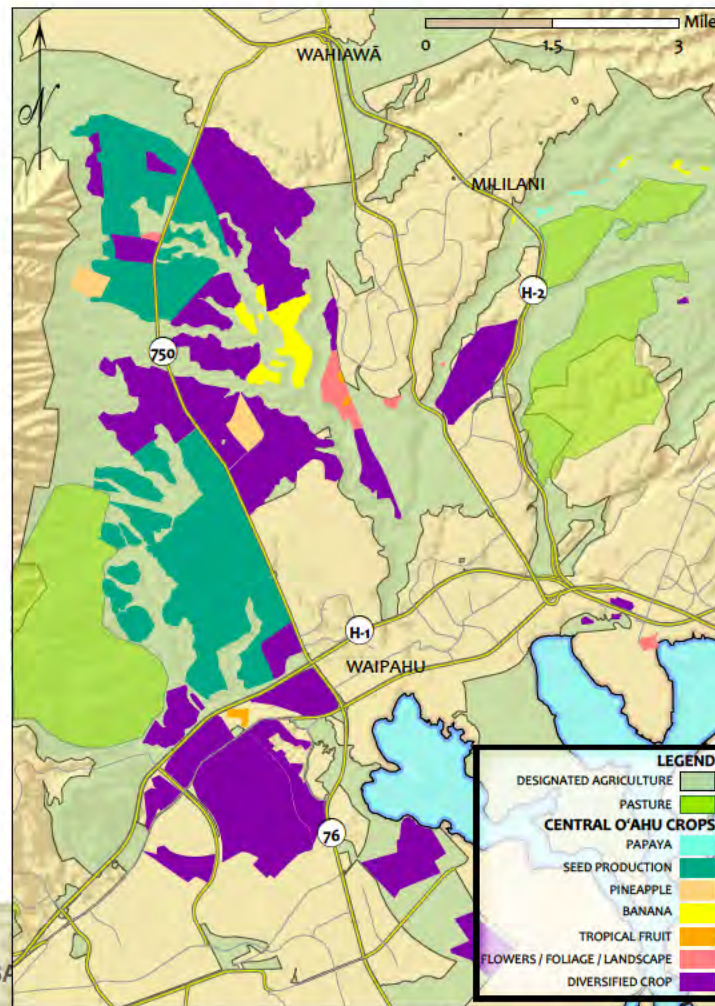 Mile
0 1.5 3
WAHIAWĀ
N
MILILANI
H-2
750
H-1
WAIPAHU
76
LEGEND
DESIGNATED AGRICULTURE
PASTURE
CENTRAL O'AHU CROPS
PAPAYA
SEED PRODUCTION
PINEAPPLE
BANANA
TROPICAL FRUIT
FLOWERS / FOLIAGE / LANDSCAPE
DIVERSIFIED CROP